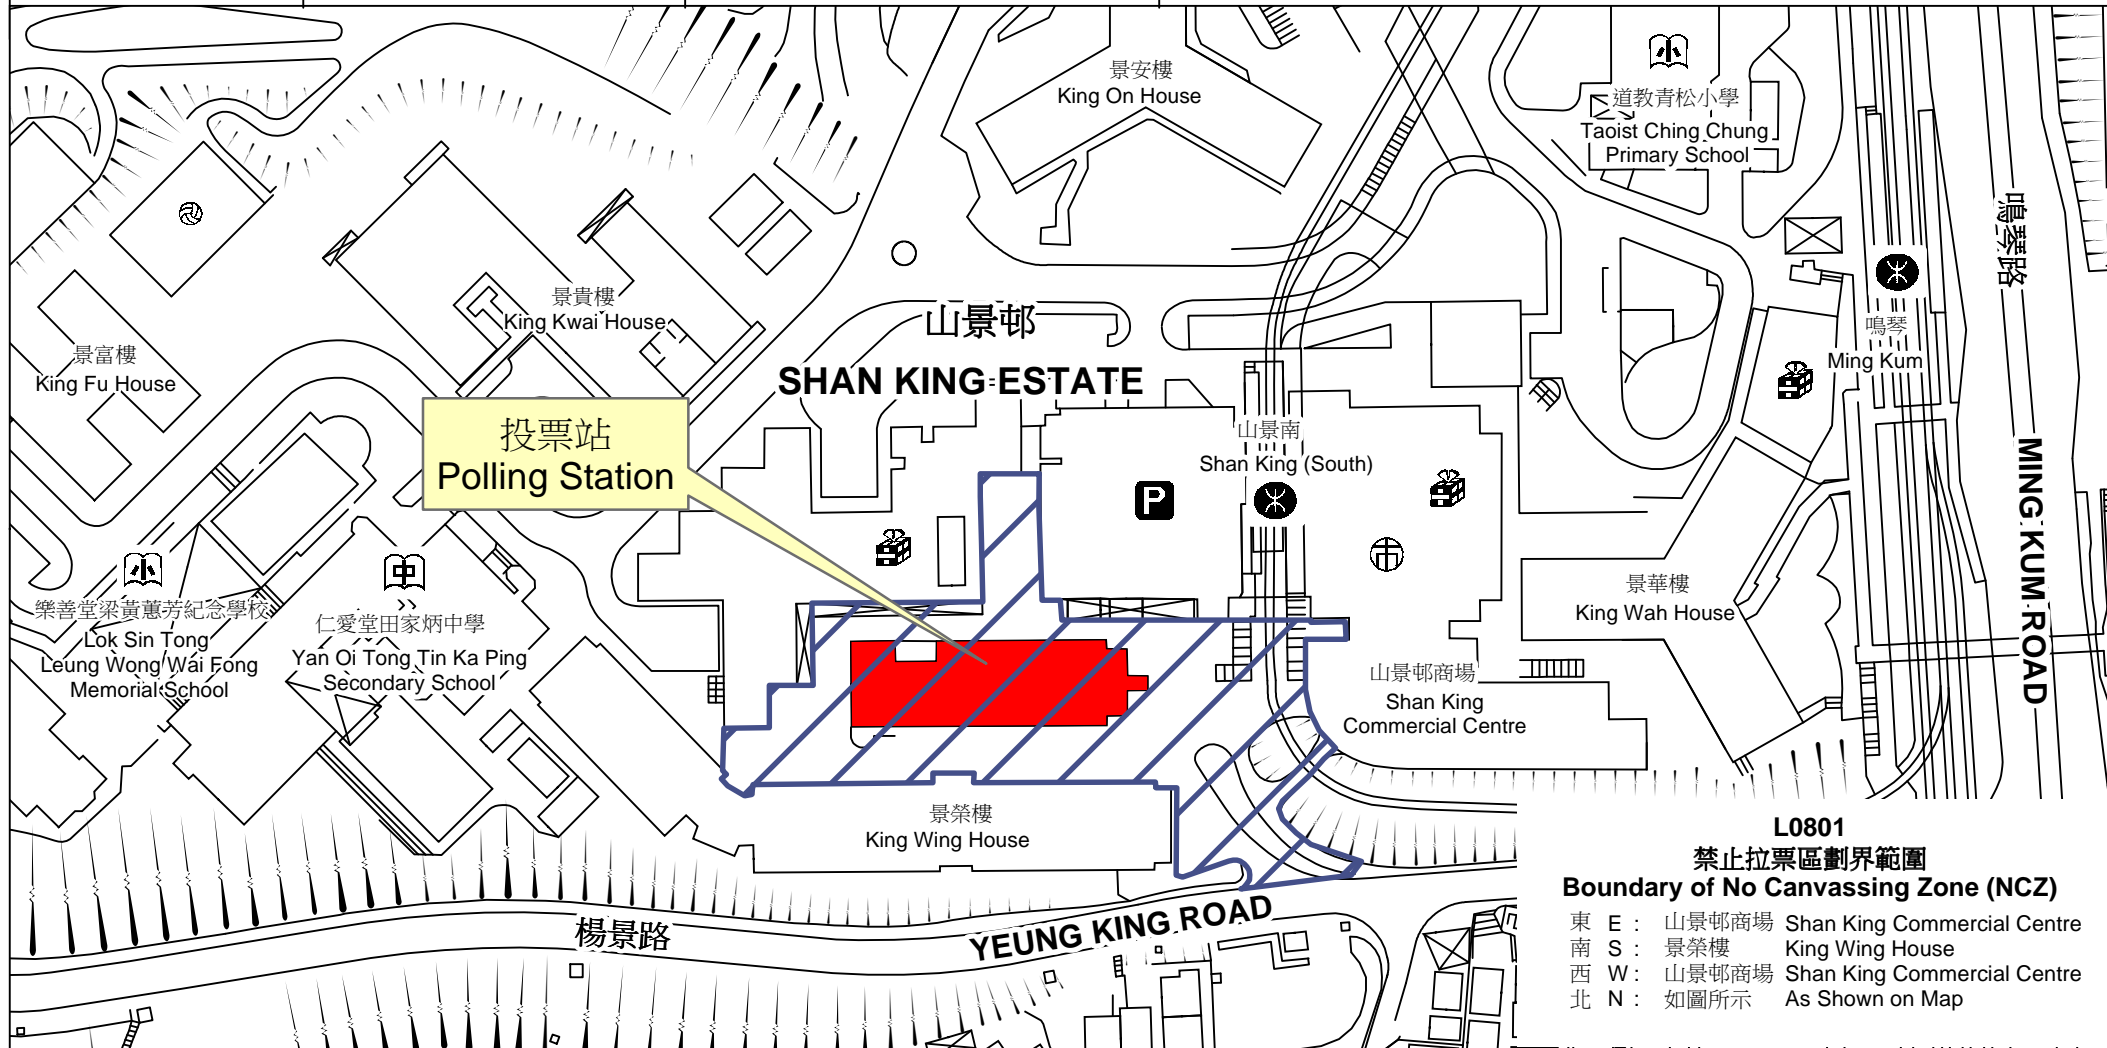 景安樓
King On House
小
道教青松小學
Taoist Ching Chung
Primary School
鳴琴路
MING KUM ROAD
鳴琴
Ming Kum
景貴樓
King Kwai House
景富樓
King Fu House
山景邨
SHAN KING ESTATE
投票站
Polling Station
山景南
Shan King (South)
P
市
小
樂善堂梁黃蕙芳紀念學校
Lok Sin Tong
Leung Wong Wai Fong
Memorial School
中
仁愛堂田家炳中學
Yan Oi Tong Tin Ka Ping
Secondary School
景華樓
King Wah House
山景邨商場
Shan King
Commercial Centre
景榮樓
King Wing House
楊景路
YEUNG KING ROAD
L0801
禁止拉票區劃界範圍
Boundary of No Canvassing Zone (NCZ)
東 E : 山景邨商場 Shan King Commercial Centre
南 S : 景榮樓 King Wing House
西 W : 山景邨商場 Shan King Commercial Centre
北 N : 如圖所示 As Shown on Map